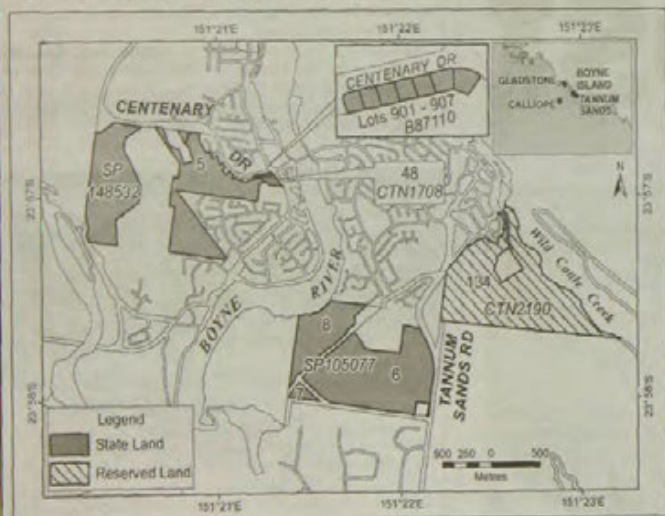 151°21'E 151°22'E 151°23'E
CENTENARY DR
Lots 901 - 907
B87110
GLADSTONE
BOYNE
ISLAND
CALLIOPE
TANNUM
SANDS
CENTENARY
DR
5
SP
148532
48
CTN1708
N
23°57'S
23°57'S
Wild Cattle Creek
134
CTN2190
BOYNE RIVER
8
SP105077
6
7
TANNUM
SANDS RD
23°58'S
23°58'S
Legend
State Land
Reserved Land
500 250 0 500
Metres
151°21'E 151°22'E 151°23'E